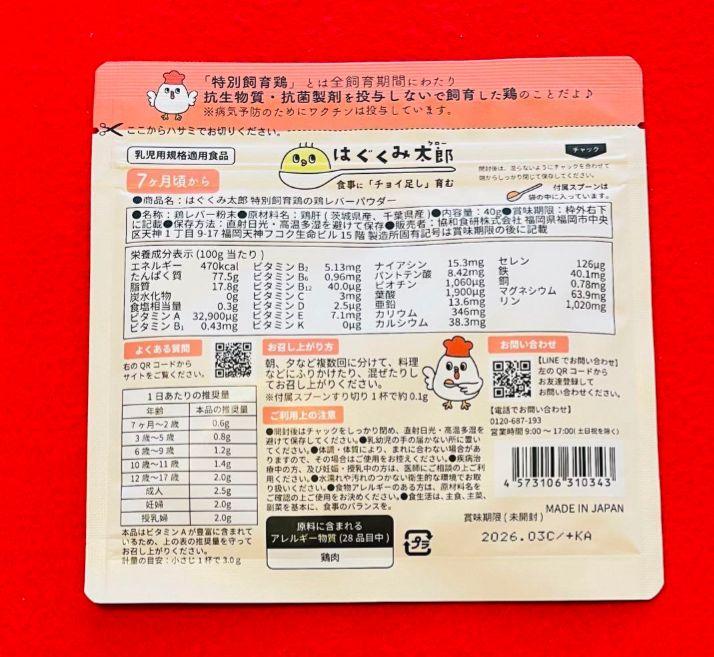 「特別飼育鶏」とは全飼育期間にわたり
抗生物質・抗菌製剤を投与しないで飼育した鶏のことだよ♪
※病気予防のためにワクチンは投与しています。
ここからハサミでお切りください。
乳児用規格適用食品
7ヶ月頃から
はぐくみ太郎
食事に「チョイ足し」育む
チャック
開封後は、湿らないようにチャックを合わせて
端からしっかり閉じて保存してください。
付属スプーンは
袋の中に入っています。
●商品名:はぐくみ太郎 特別飼育鶏の鶏レバーパウダー
●名称:鶏レバー粉末●原材料名:鶏肝(茨城県産、千葉県産)●内容量:40g●賞味期限:枠外右下
に記載●保存方法:直射日光・高温多湿を避けて保存●販売者:協和食研株式会社 福岡県福岡市中央
区天神1丁目9-17福岡天神フコク生命ビル15階 製造所固有記号は賞味期限の後に記載
栄養成分表示(100g当たり)
エネルギー 470kcal
たんぱく質 77.5g
脂質 17.8g
炭水化物 0g
食塩相当量 0.3g
ビタミンA 32,900μg
ビタミンB₁ 0.43mg
ビタミンB₂ 5.13mg
ビタミンB₆ 0.96mg
ビタミンB₁₂ 40.0μg
ビタミンC 3mg
ビタミンD 2.5μg
ビタミンE 7.1mg
ビタミンK 0μg
ナイアシン 15.3mg
パントテン酸 8.42mg
ビオチン 1,060μg
葉酸 1,900μg
亜鉛 13.6mg
カリウム 346mg
カルシウム 38.3mg
セレン 126μg
鉄 40.1mg
銅 0.78mg
マグネシウム 63.9mg
リン 1,020mg
よくある質問
右のQRコードから
サイトをご覧ください。
お召し上がり方
朝、夕など複数回に分けて、料理
などにふりかけたり、混ぜたりし
てお召し上がりください。
※付属スプーンすり切り1杯で約0.1g
お問い合わせ
【LINEでお問い合わせ】
左のQRコードから
お友達登録して
お問い合わせください。
【電話でお問い合わせ】
0120-687-193
営業時間 9:00 〜 17:00(土日祝を除く)
1日あたりの推奨量
年齢 本品の推奨量
7ヶ月〜2歳 0.6g
3歳〜5歳 0.8g
6歳〜9歳 1.2g
10歳〜11歳 1.4g
12歳〜17歳 2.0g
成人 2.5g
妊婦 2.0g
授乳婦 2.0g
本品はビタミンAが豊富に含まれて
いるため、上の表の推奨量を守って
お召し上がりください。
計量の目安:小さじ1杯で3.0g
ご利用上の注意
●開封後はチャックをしっかり閉め、直射日光・高温多湿を
避けて保存してください。●乳幼児の手の届かない所に置い
てください。●体調・体質により、まれに合わない場合があ
りますので、その場合はご使用をお控えください。●疾病治
療中の方、及び妊娠・授乳中の方は、医師にご相談の上ご利
用ください。●水濡れや汚れのつかない衛生的な環境でお取
り扱いください。●食物アレルギーのある方は、原材料名を
ご確認の上ご使用をお決めください。●食生活は、主食、主菜、
副菜を基本に、食事のバランスを。
原料に含まれる
アレルギー物質(28品目中)
鶏肉
プラ
4 573106 310343
MADE IN JAPAN
賞味期限(未開封)
2026.03C/+KA